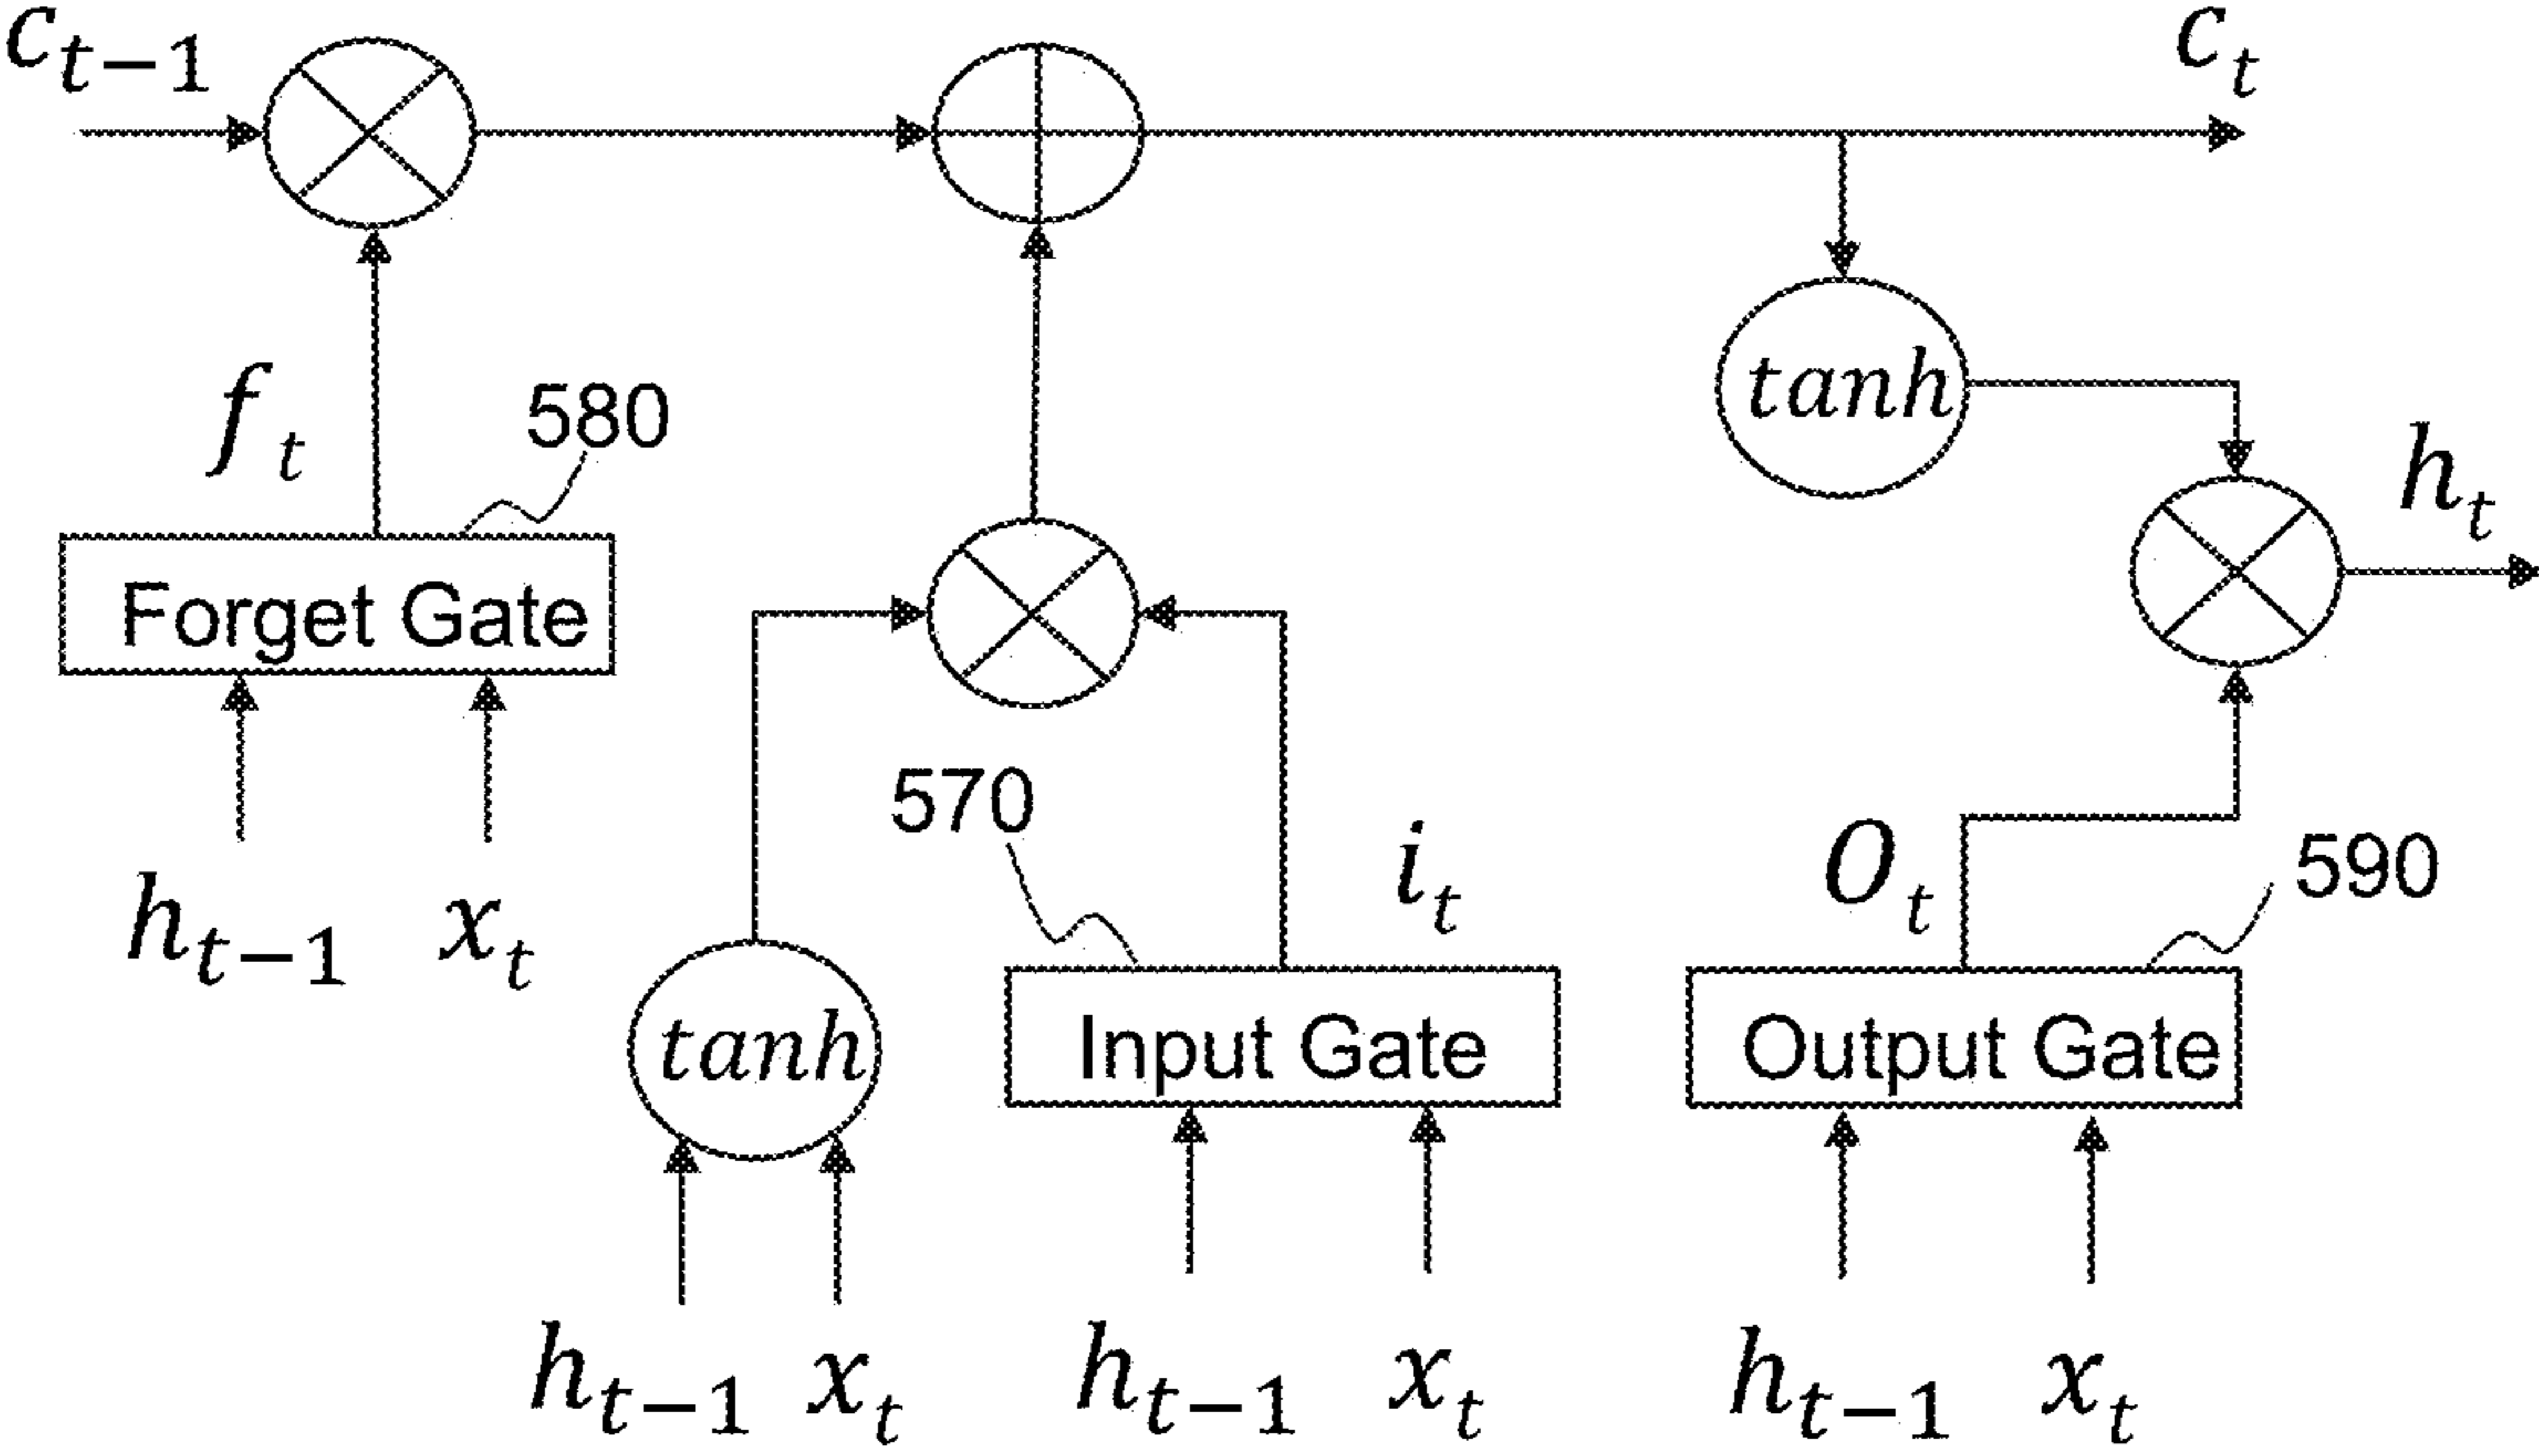 c_{t-1}
c_t
tanh
f_t
580
h_t
Forget Gate
570
i_t
O_t
590
h_{t-1} x_t
tanh
Input Gate
Output Gate
h_{t-1} x_t
h_{t-1} x_t
h_{t-1} x_t